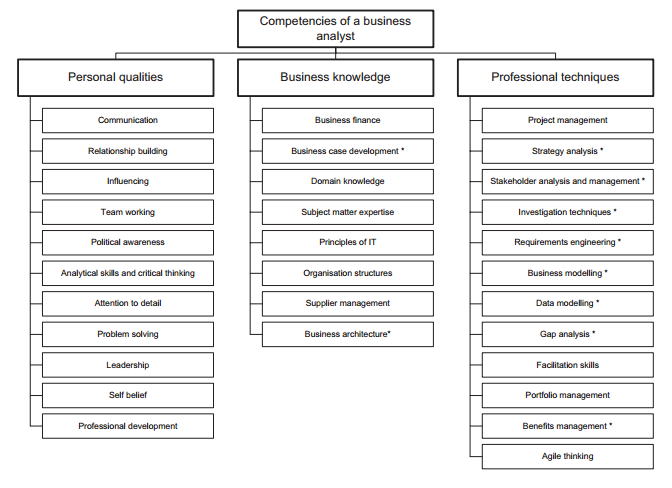 Competencies of a business
analyst
Personal qualities
Communication
Relationship building
Influencing
Team working
Political awareness
Analytical skills and critical thinking
Attention to detail
Problem solving
Leadership
Self belief
Professional development
Business knowledge
Business finance
Business case development *
Domain knowledge
Subject matter expertise
Principles of IT
Organisation structures
Supplier management
Business architecture*
Professional techniques
Project management
Strategy analysis *
Stakeholder analysis and management *
Investigation techniques *
Requirements engineering *
Business modelling *
Data modelling *
Gap analysis *
Facilitation skills
Portfolio management
Benefits management *
Agile thinking